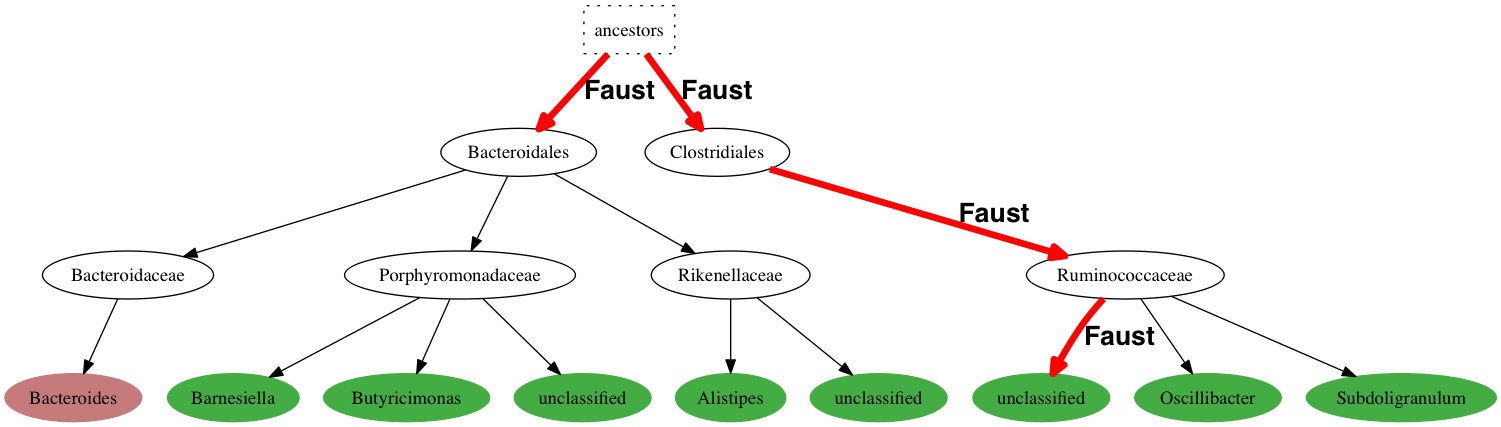 ancestors
Faust
Faust
Bacteroidales
Clostridiales
Faust
Bacteroidaceae
Porphyromonadaceae
Rikenellaceae
Ruminococcaceae
Faust
Bacteroides
Barnesiella
Butyricimonas
unclassified
Alistipes
unclassified
unclassified
Oscillibacter
Subdoligranulum